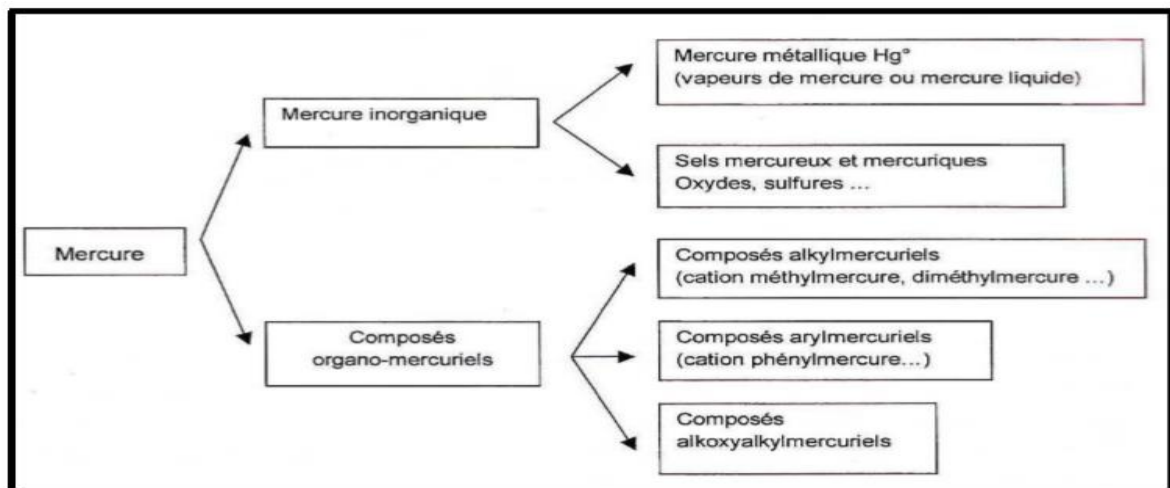 Mercure
Mercure inorganique
Mercure métallique Hg°
(vapeurs de mercure ou mercure liquide)
Sels mercureux et mercuriques
Oxydes, sulfures ...
Composés
organo-mercuriels
Composés alkylmercuriels
(cation méthylmercure, diméthylmercure ...)
Composés arylmercuriels
(cation phénylmercure...)
Composés
alkoxyalkylmercuriels